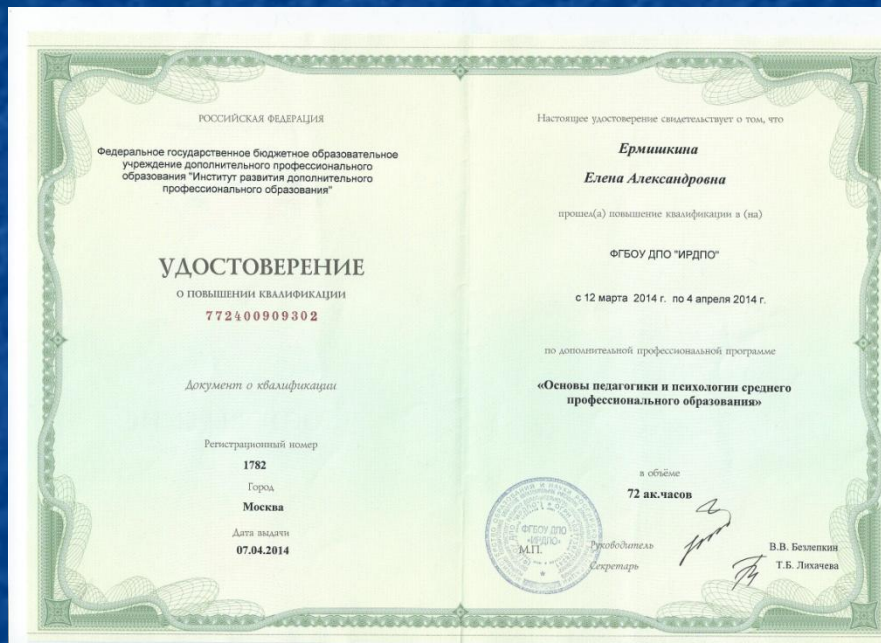 РОССИЙСКАЯ ФЕДЕРАЦИЯ
Федеральное государственное бюджетное образовательное
учреждение дополнительного профессионального
образования "Институт развития дополнительного
профессионального образования"
УДОСТОВЕРЕНИЕ
О ПОВЫШЕНИИ КВАЛИФИКАЦИИ
772400909302
Документ о квалификации
Регистрационный номер
1782
Город
Москва
Дата выдачи
07.04.2014
Настоящее удостоверение свидетельствует о том, что
Ермишкина
Елена Александровна
прошел(а) повышение квалификации в (на)
ФГБОУ ДПО "ИРДПО"
с 12 марта 2014 г. по 4 апреля 2014 г.
по дополнительной профессиональной программе
«Основы педагогики и психологии среднего
профессионального образования»
в объёме
72 ак.часов
ФГБОУ ДПО
«ИРДПО»
М.П.
Руководитель
В.В. Безлепкин
Секретарь
Т.Б. Лихачева